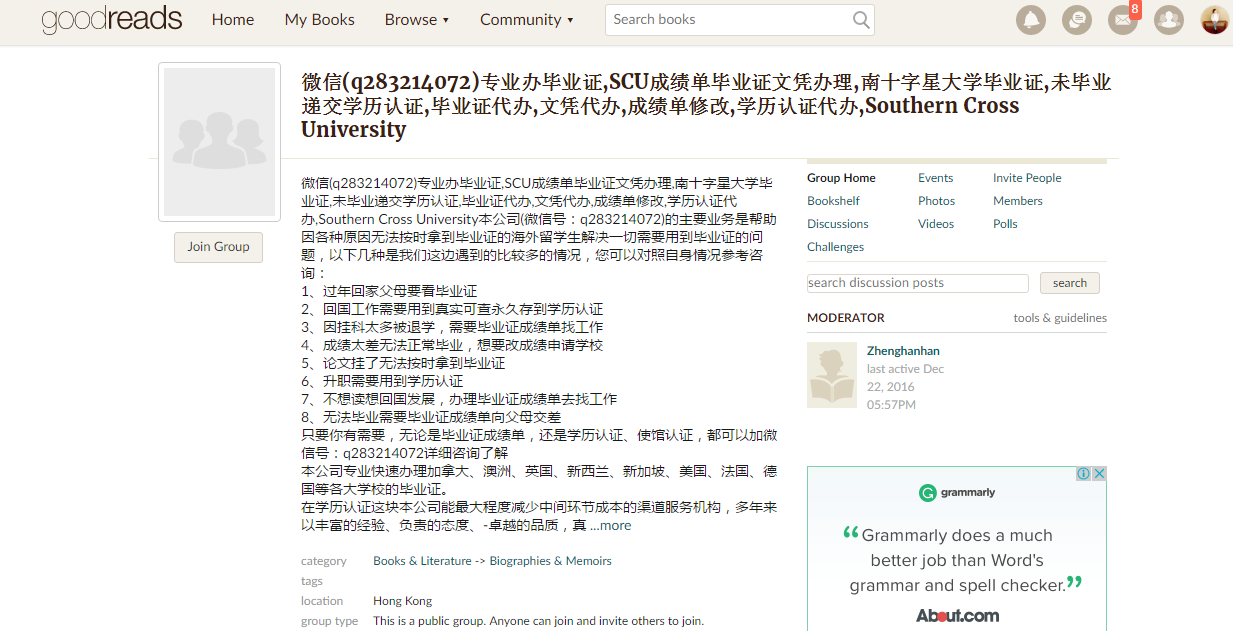 goodreads Home My Books Browse ▾ Community ▾ Search books 8
微信(q283214072)专业办毕业证,SCU成绩单毕业证文凭办理,南十字星大学毕业证,未毕业
递交学历认证,毕业证代办,文凭代办,成绩单修改,学历认证代办,Southern Cross
University
Join Group
微信(q283214072)专业办毕业证,SCU成绩单毕业证文凭办理,南十字星大学毕
业证,未毕业递交学历认证,毕业证代办,文凭代办,成绩单修改,学历认证代
办,Southern Cross University本公司(微信号：q283214072)的主要业务是帮助
因各种原因无法按时拿到毕业证的海外留学生解决一切需要用到毕业证的问
题，以下几种是我们这边遇到的比较多的情况，您可以对照自身情况参考咨
询：
1、过年回家父母要看毕业证
2、回国工作需要用到真实可查永久存到学历认证
3、因挂科太多被退学，需要毕业证成绩单找工作
4、成绩太差无法正常毕业，想要改成绩申请学校
5、论文挂了无法按时拿到毕业证
6、升职需要用到学历认证
7、不想读想回国发展，办理毕业证成绩单去找工作
8、无法毕业需要毕业证成绩单向父母交差
只要你有需要，无论是毕业证成绩单，还是学历认证、使馆认证，都可以加微
信号：q283214072详细咨询了解
本公司专业快速办理加拿大、澳洲、英国、新西兰、新加坡、美国、法国、德
国等各大学校的毕业证。
在学历认证这块本公司能最大程度减少中间环节成本的渠道服务机构，多年来
以丰富的经验、负责的态度、-卓越的品质，真 ...more
category Books & Literature -> Biographies & Memoirs
tags
location Hong Kong
group type This is a public group. Anyone can join and invite others to join.
Group Home Events Invite People
Bookshelf Photos Members
Discussions Videos Polls
Challenges
search discussion posts search
MODERATOR tools & guidelines
Zhenghanhan
last active Dec
22, 2016
05:57PM
grammarly
“Grammarly does a much
better job than Word's
grammar and spell checker.”
About.com